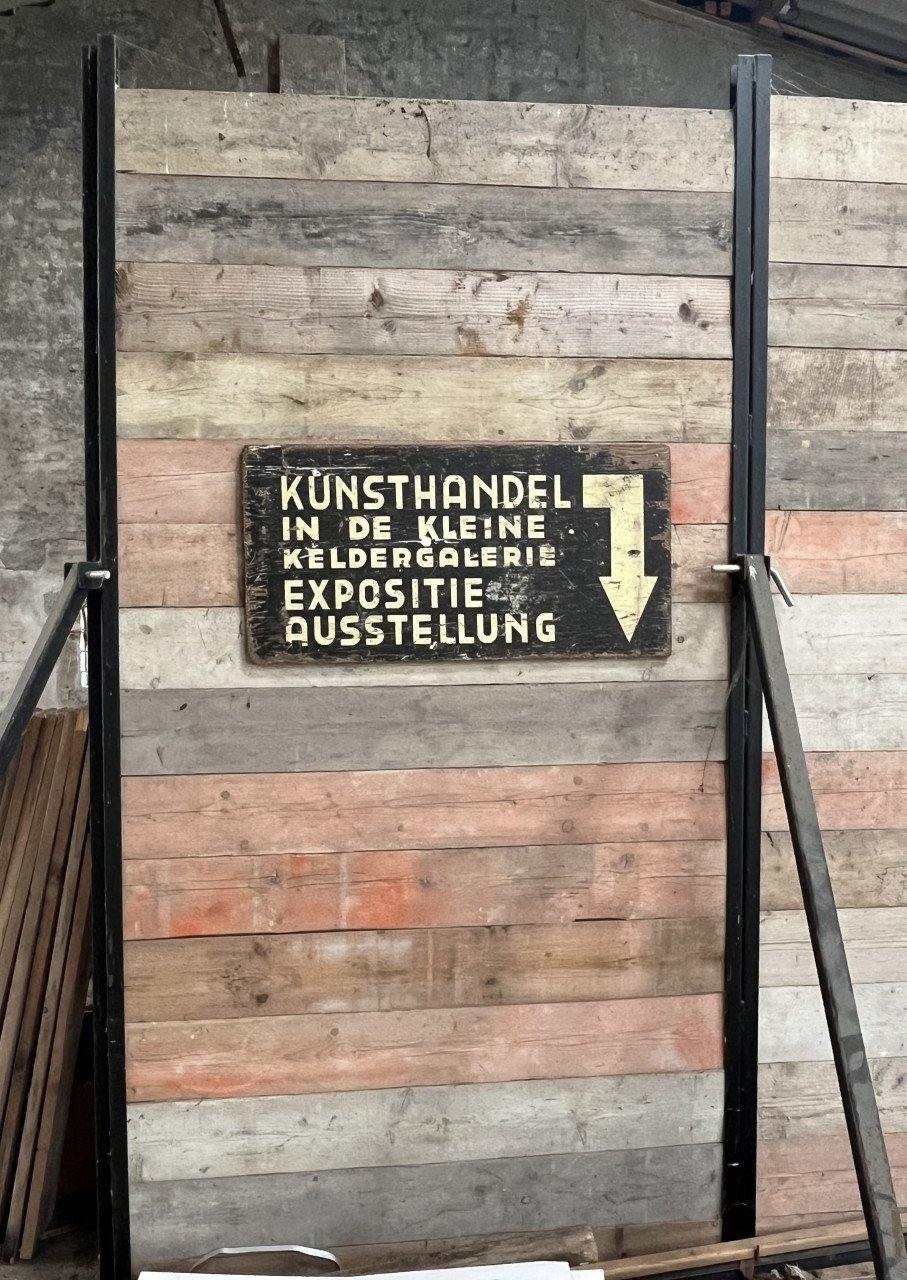 KUNSTHANDEL
IN DE KLEINE
KELDERGALERIE
EXPOSITIE
AUSSTELLUNG